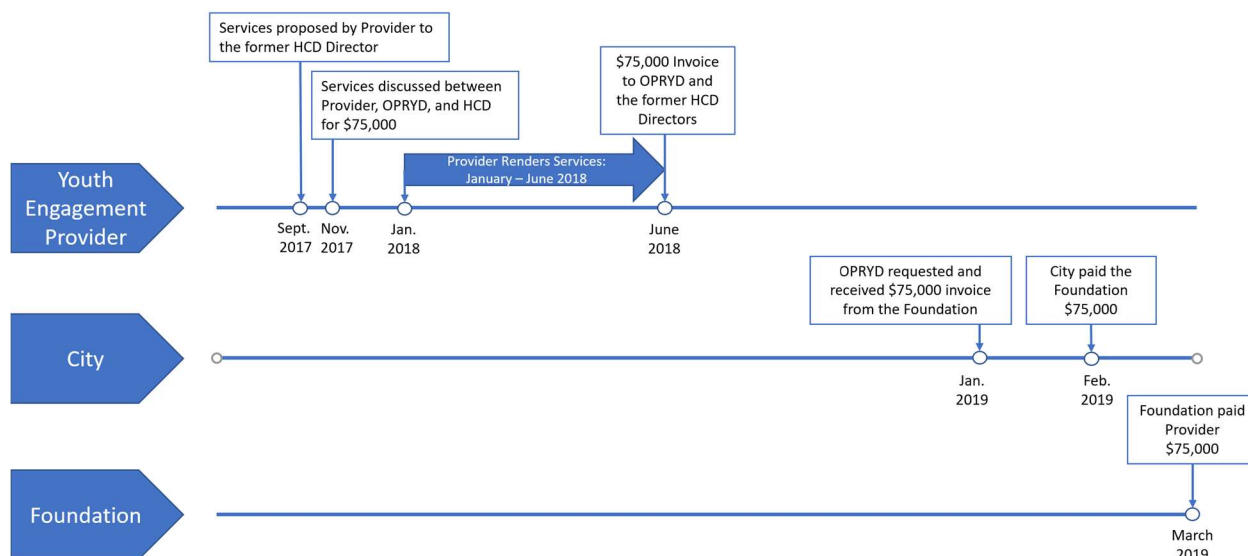 Services proposed by Provider to
the former HCD Director
Services discussed between
Provider, OPRYD, and HCD
for $75,000
$75,000 Invoice
to OPRYD and
the former HCD
Directors
Provider Renders Services:
January – June 2018
Youth
Engagement
Provider
Sept.
2017
Nov.
2017
Jan.
2018
June
2018
OPRYD requested and
received $75,000 invoice
from the Foundation
City paid the
Foundation
$75,000
City
Jan.
2019
Feb.
2019
Foundation paid
Provider
$75,000
Foundation
March
2019